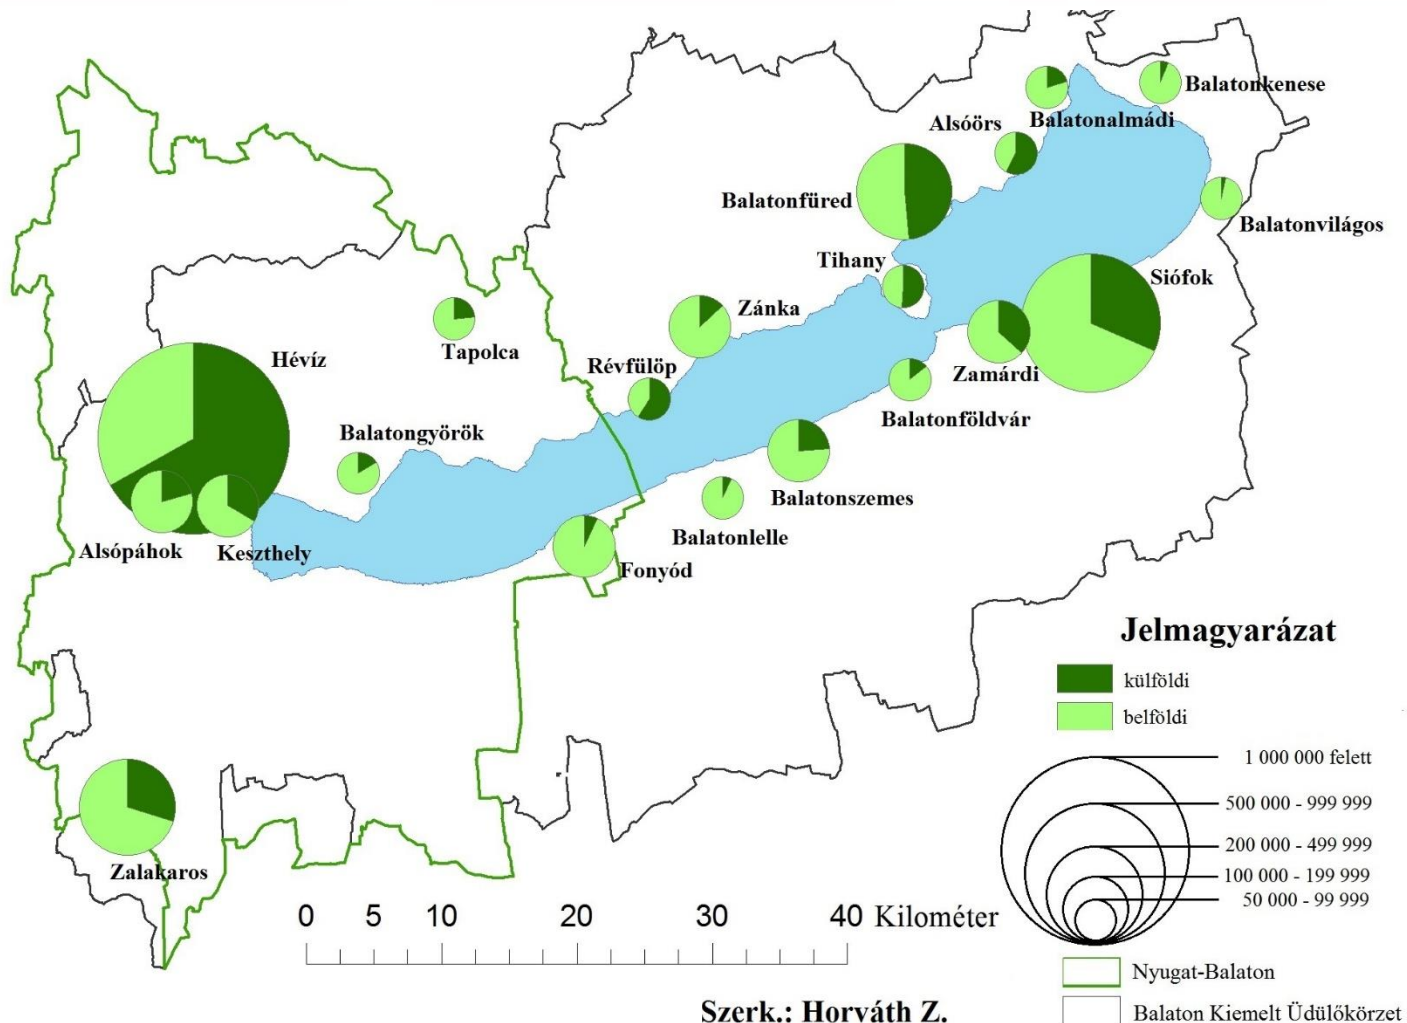 Balatonkenese
Balatonalmádi
Alsóörs
Balatonfüred
Balatonvilágos
Tihany
Siófok
Zánka
Tapolca
Hévíz
Révfülöp
Zamárdi
Balatonföldvár
Balatongyörök
Balatonszemes
Balatonlelle
Alsópáhok
Keszthely
Fonyód
Zalakaros
Jelmagyarázat
külföldi
belföldi
1 000 000 felett
500 000 - 999 999
200 000 - 499 999
100 000 - 199 999
50 000 - 99 999
0 5 10 20 30 40 Kilométer
Nyugat-Balaton
Balaton Kiemelt Üdülőkörzet
Szerk.: Horváth Z.